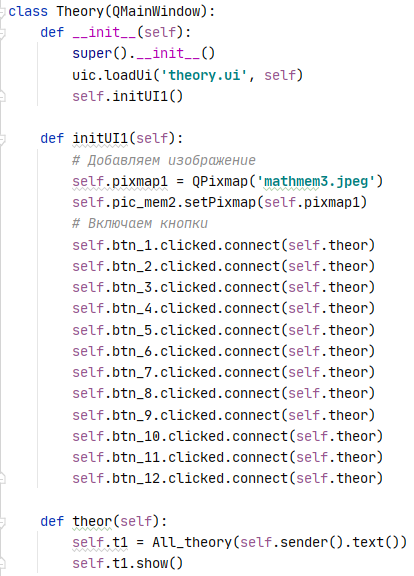 class Theory(QMainWindow):
    def __init__(self):
        super().__init__()
        uic.loadUi('theory.ui', self)
        self.initUI1()

    def initUI1(self):
        # Добавляем изображение
        self.pixmap1 = QPixmap('mathmem3.jpeg')
        self.pic_mem2.setPixmap(self.pixmap1)
        # Включаем кнопки
        self.btn_1.clicked.connect(self.theor)
        self.btn_2.clicked.connect(self.theor)
        self.btn_3.clicked.connect(self.theor)
        self.btn_4.clicked.connect(self.theor)
        self.btn_5.clicked.connect(self.theor)
        self.btn_6.clicked.connect(self.theor)
        self.btn_7.clicked.connect(self.theor)
        self.btn_8.clicked.connect(self.theor)
        self.btn_9.clicked.connect(self.theor)
        self.btn_10.clicked.connect(self.theor)
        self.btn_11.clicked.connect(self.theor)
        self.btn_12.clicked.connect(self.theor)

    def theor(self):
        self.t1 = All_theory(self.sender().text())
        self.t1.show()